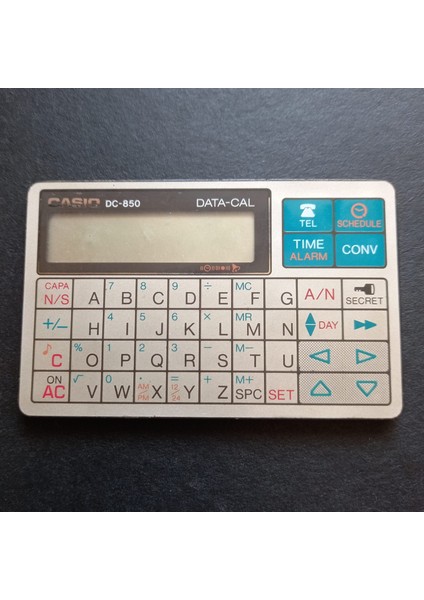 CASIO DC-850 DATA-CAL
TEL SCHEDULE
TIME
ALARM CONV
CAPA 7 8 9 ÷ MC
N/S A B C D E F G A/N SECRET
4 5 6 × MR
+/− H I J K L M N DAY
% 1 2 3 − M−
C O P Q R S T U
ON √ 0 · AM/PM = 12/24 + M+
AC V W X Y Z SPC SET